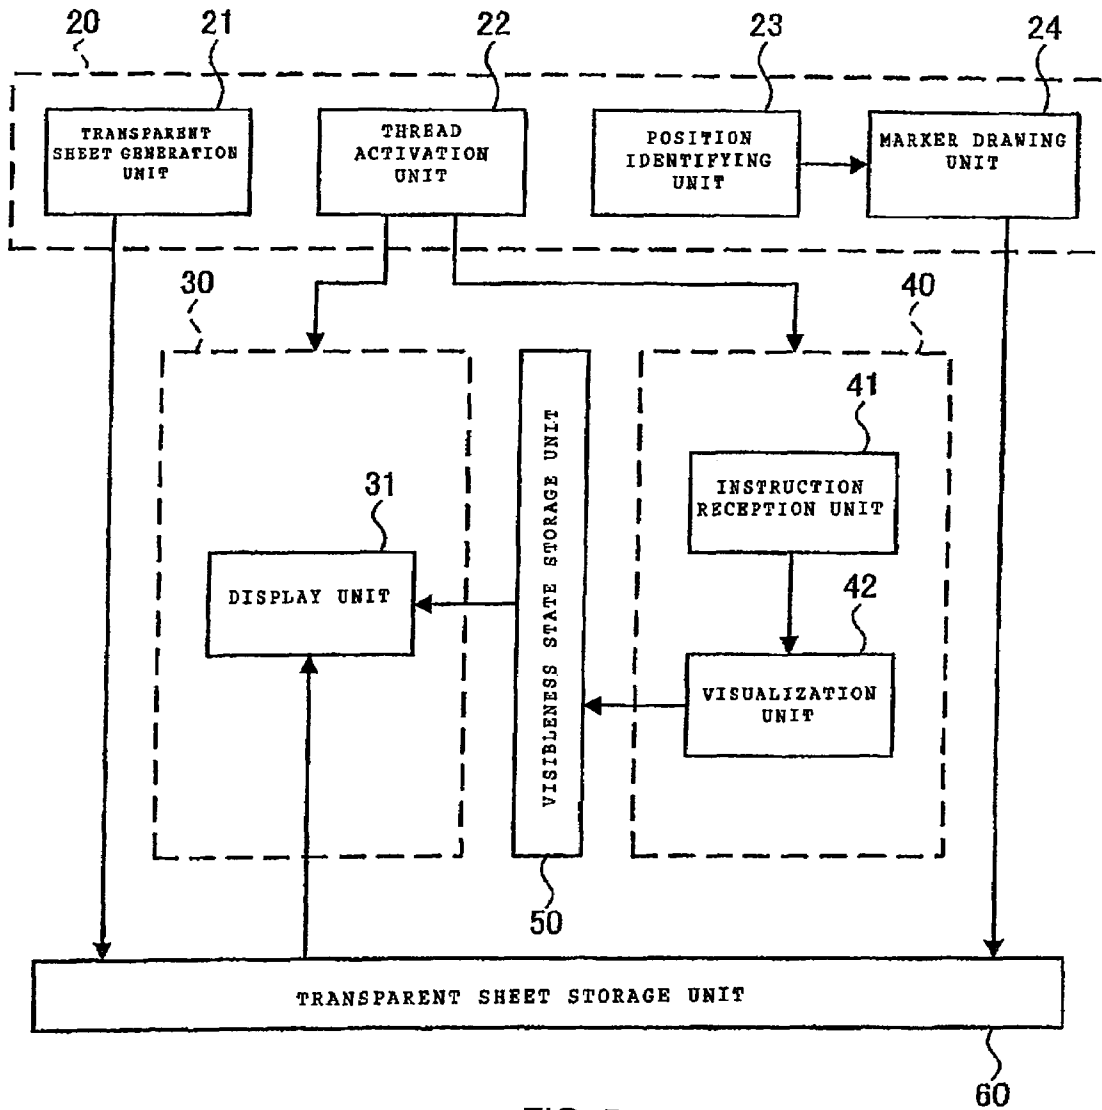 20
21
22
23
24
TRANSPARENT
SHEET GENERATION
UNIT
THREAD
ACTIVATION
UNIT
POSITION
IDENTIFYING
UNIT
MARKER DRAWING
UNIT
30
40
41
INSTRUCTION
RECEPTION UNIT
31
DISPLAY UNIT
VISIBLENESS STATE STORAGE UNIT
42
VISUALIZATION
UNIT
50
TRANSPARENT SHEET STORAGE UNIT
60